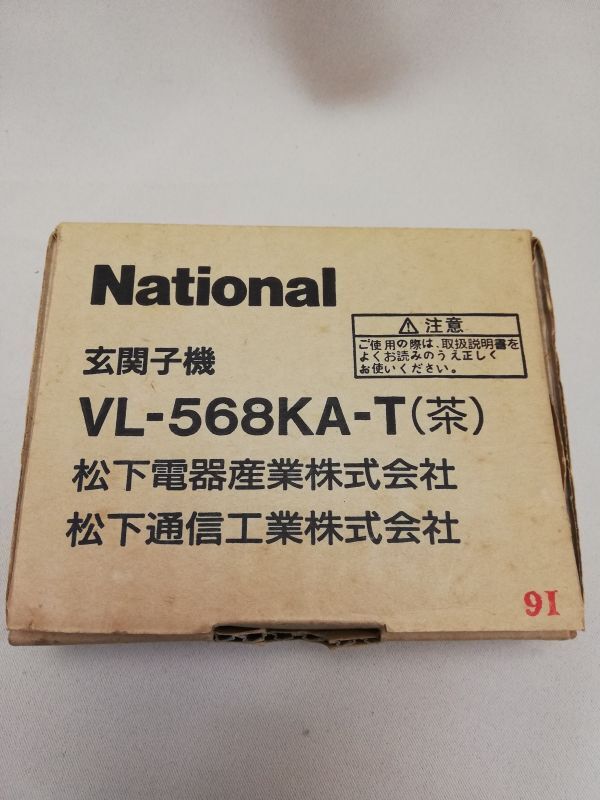 National
⚠注意
ご使用の際は、取扱説明書を
よくお読みのうえ正しく
お使いください。
玄関子機
VL-568KA-T(茶)
松下電器産業株式会社
松下通信工業株式会社
9I